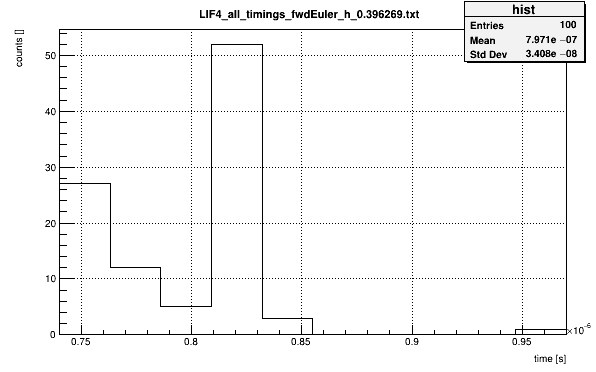 LIF4_all_timings_fwdEuler_h_0.396269.txt
hist
Entries 100
Mean 7.971e −07
Std Dev 3.408e −08
counts []
50
40
30
20
10
0
0.75 0.8 0.85 0.9 0.95
×10−6
time [s]